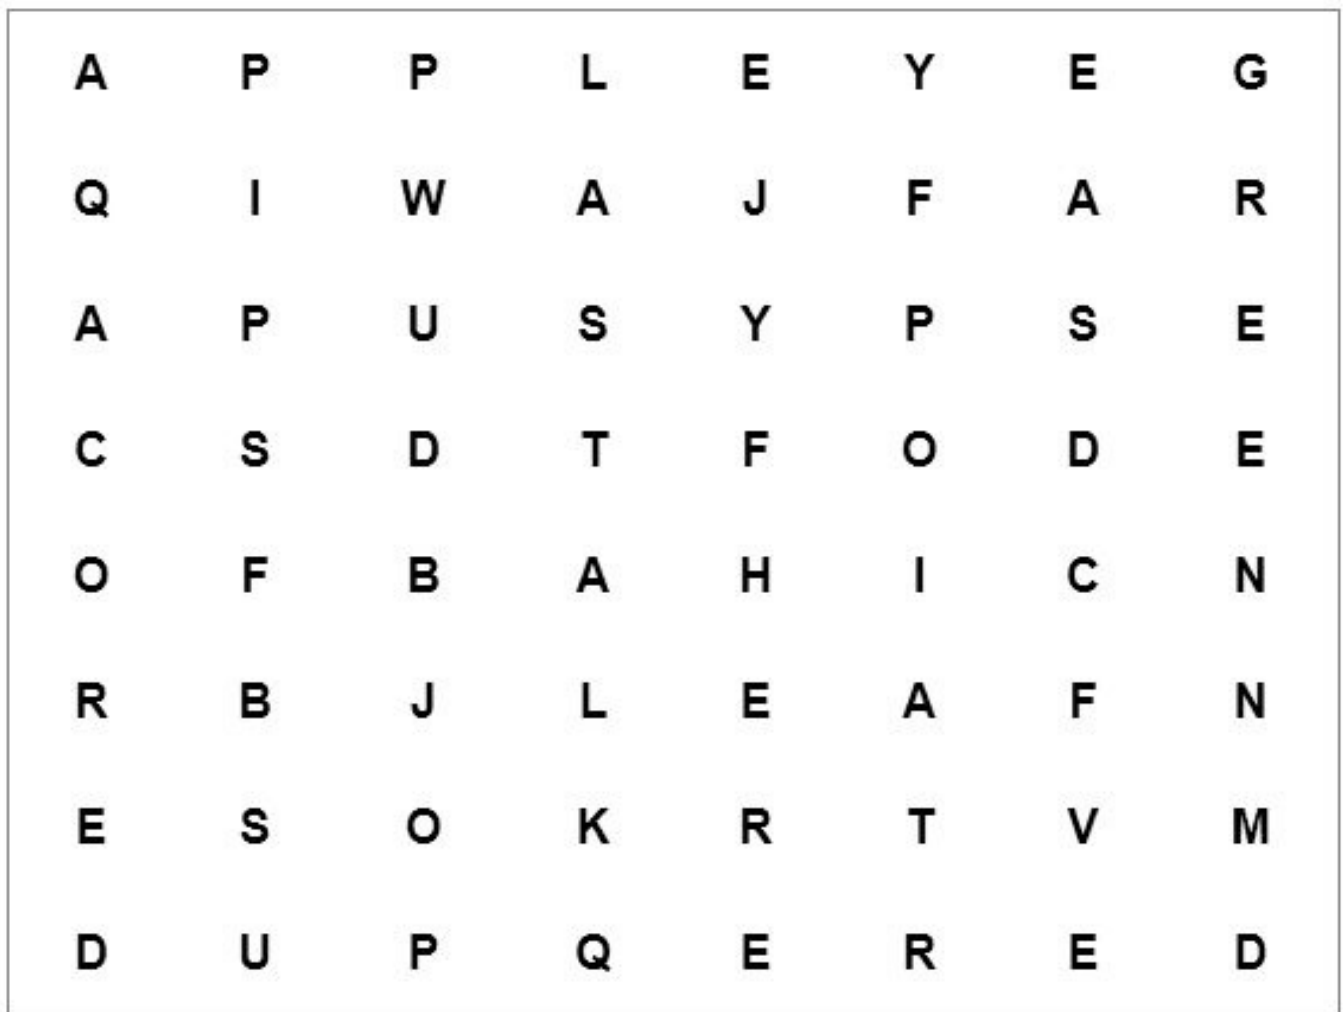 A P P L E Y E G
Q I W A J F A R
A P U S Y P S E
C S D T F O D E
O F B A H I C N
R B J L E A F N
E S O K R T V M
D U P Q E R E D